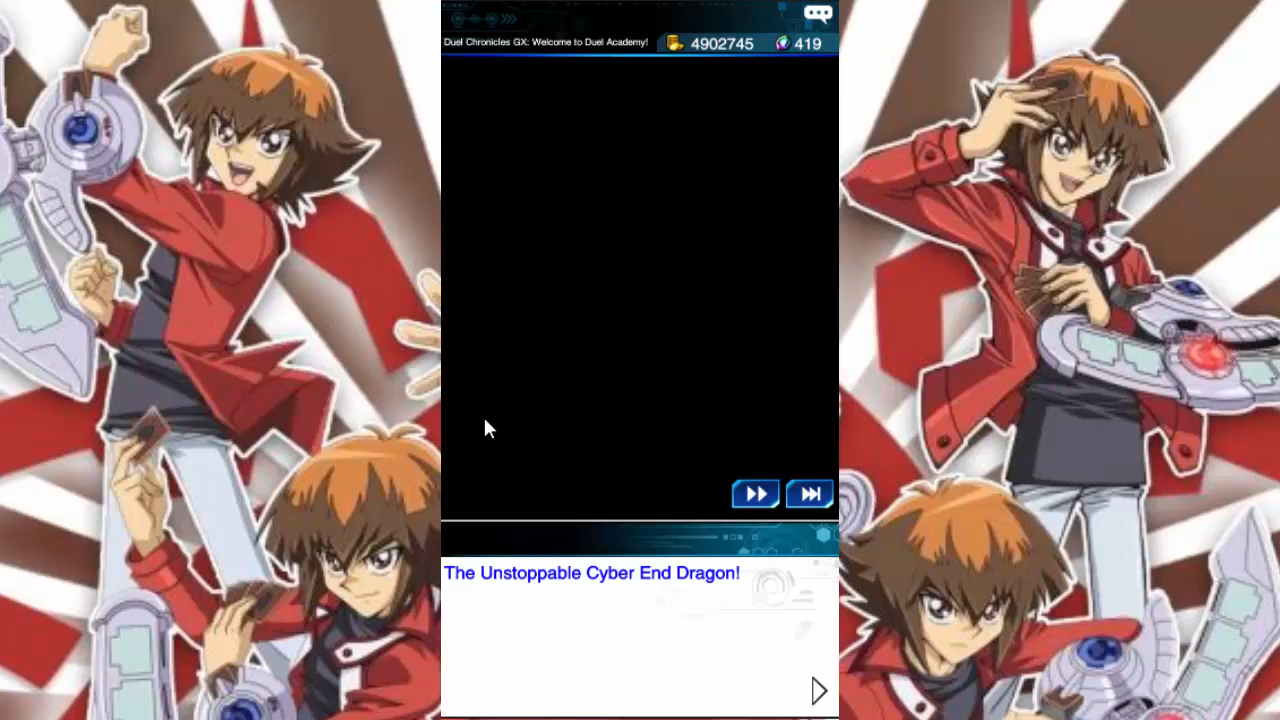 Duel Chronicles GX: Welcome to Duel Academy!
4902745
419
The Unstoppable Cyber End Dragon!